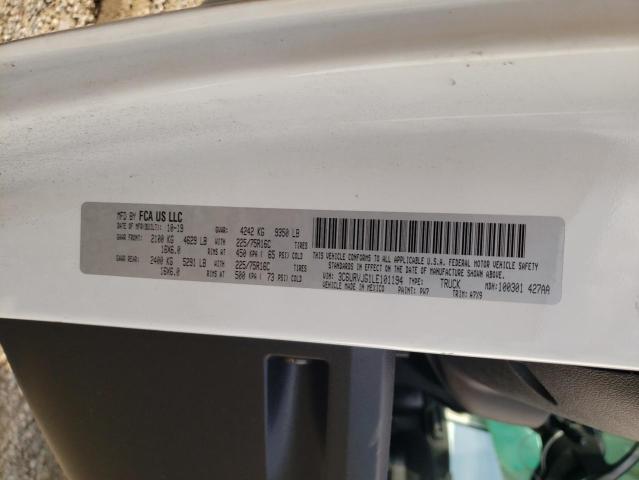 MFD BY FCA US LLC
DATE OF MFR(BUILT): 10-19 GVWR: 4242 KG 9350 LB
GAWR FRONT: 2100 KG 4629 LB 225/75R16C TIRES
16X6.0 RIMS AT 450 KPA ( 65 PSI) COLD
GAWR REAR: 2400 KG 5291 LB 225/75R16C TIRES
16X6.0 RIMS AT 500 KPA ( 73 PSI) COLD
THIS VEHICLE CONFORMS TO ALL APPLICABLE U.S.A. FEDERAL MOTOR VEHICLE SAFETY
STANDARDS IN EFFECT ON THE DATE OF MANUFACTURE SHOWN ABOVE.
VIN: 3C6URVJG1LE101194 TYPE: TRUCK MDH: 100301 427AA
VEHICLE MADE IN MEXICO PAINT: PW7 TRIM: A7X9